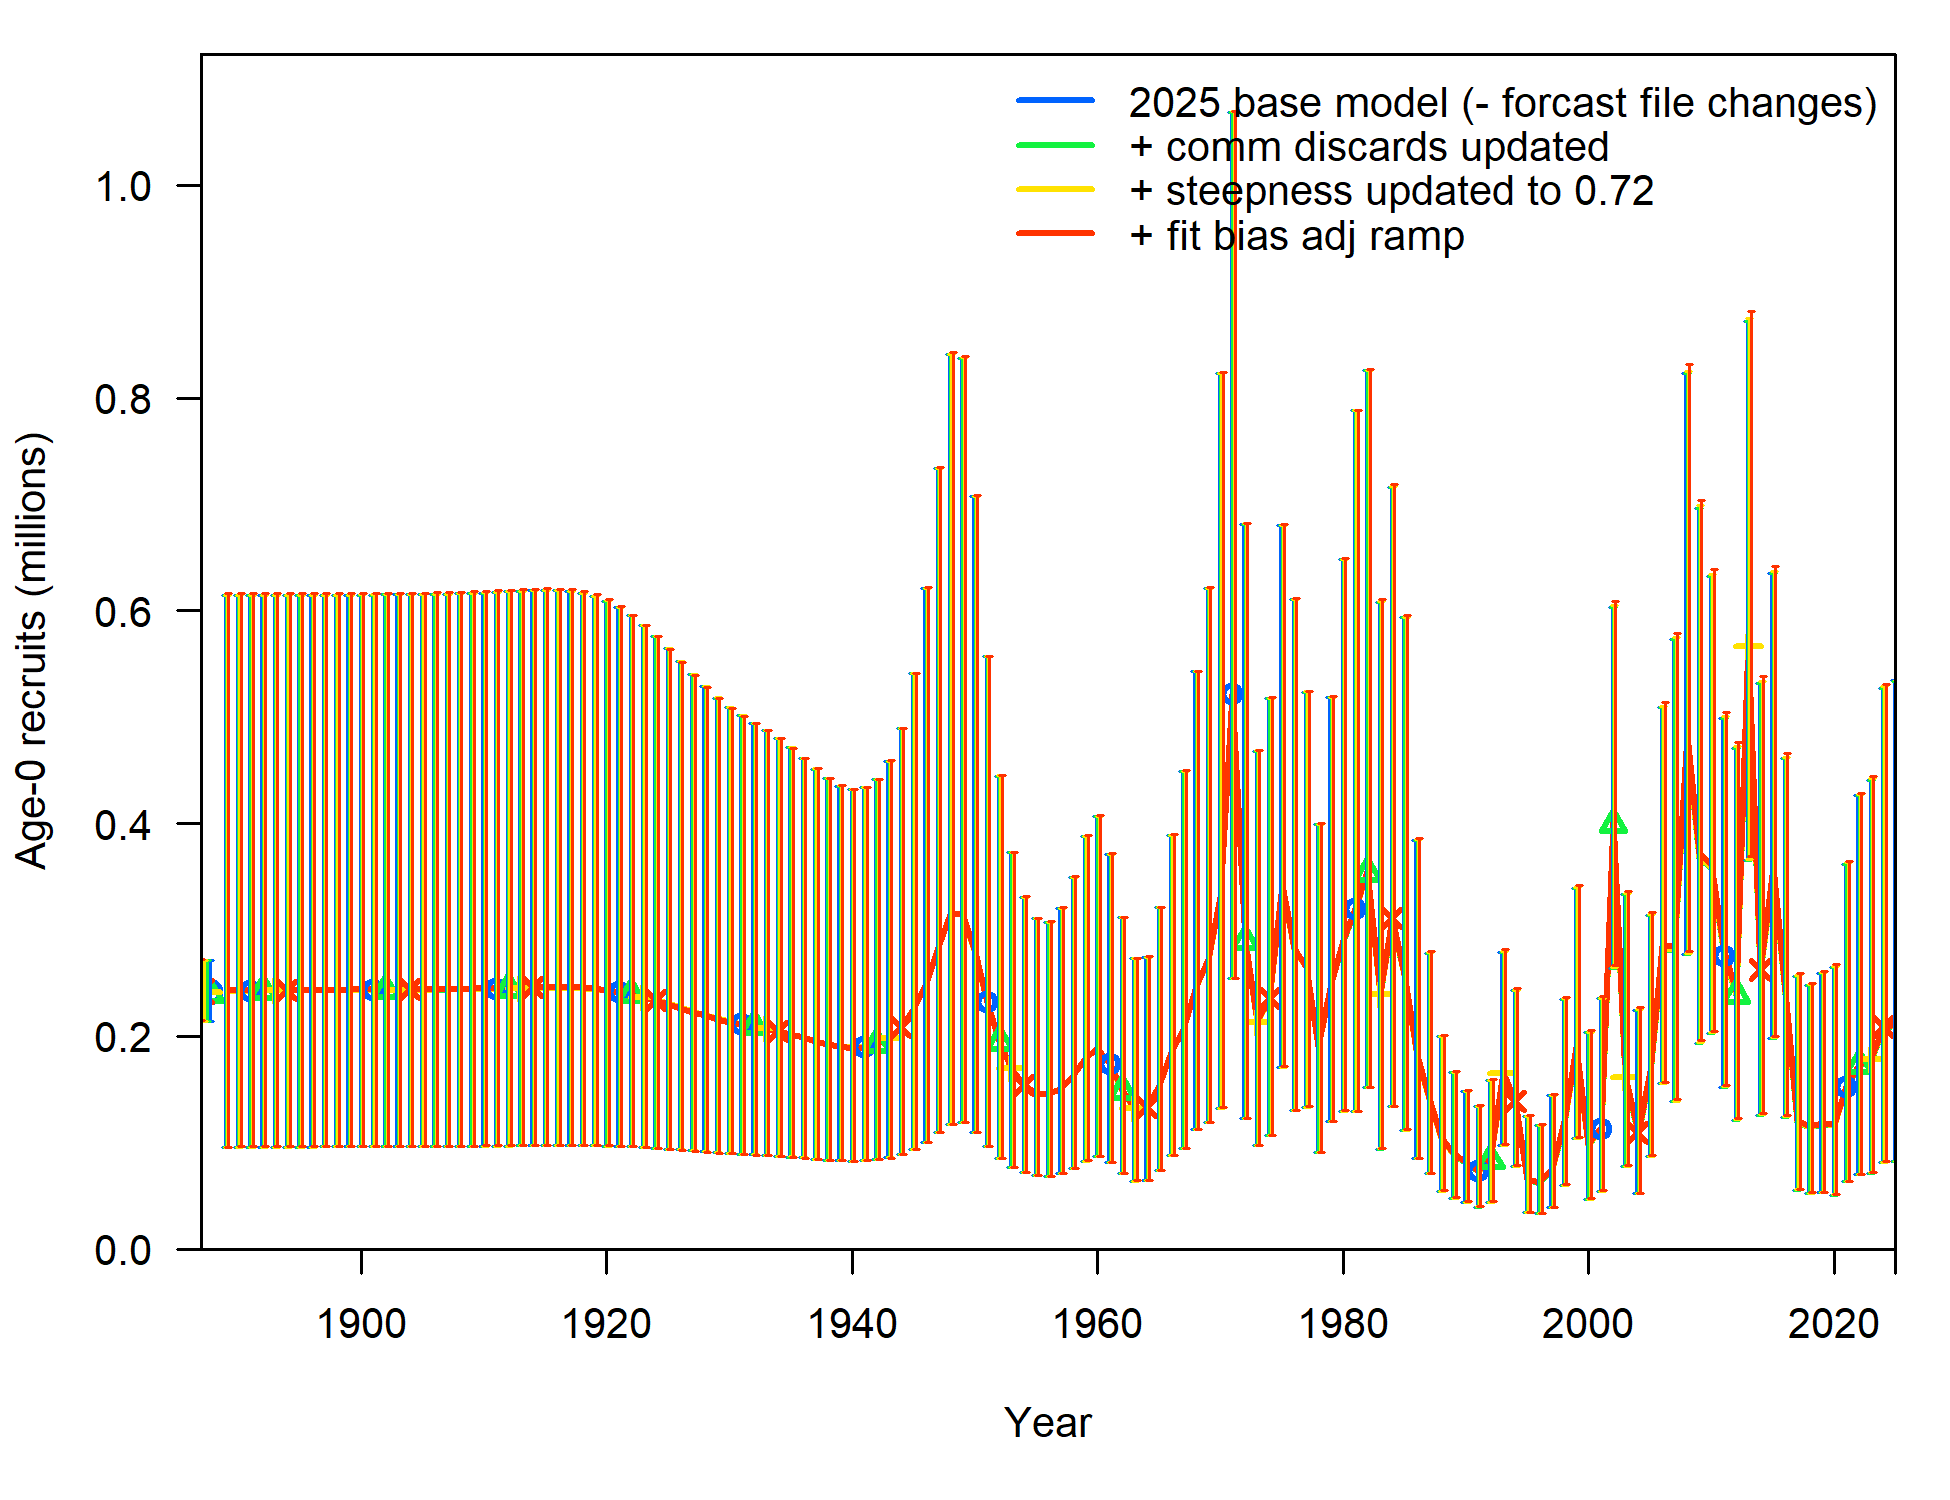 2025 base model (- forcast file changes)
+ comm discards updated
+ steepness updated to 0.72
+ fit bias adj ramp
Age-0 recruits (millions)
1.0
0.8
0.6
0.4
0.2
0.0
1900 1920 1940 1960 1980 2000 2020
Year